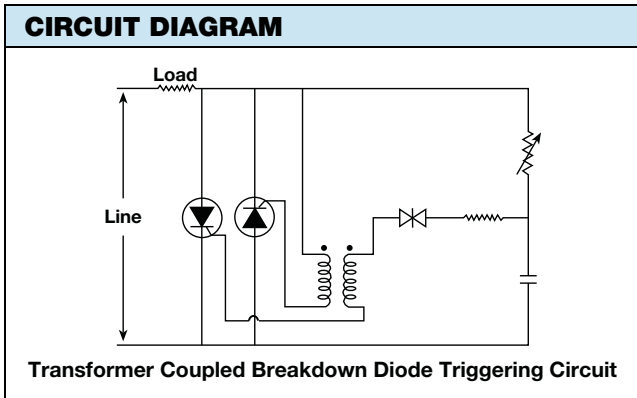 CIRCUIT DIAGRAM
Load
Line
Transformer Coupled Breakdown Diode Triggering Circuit